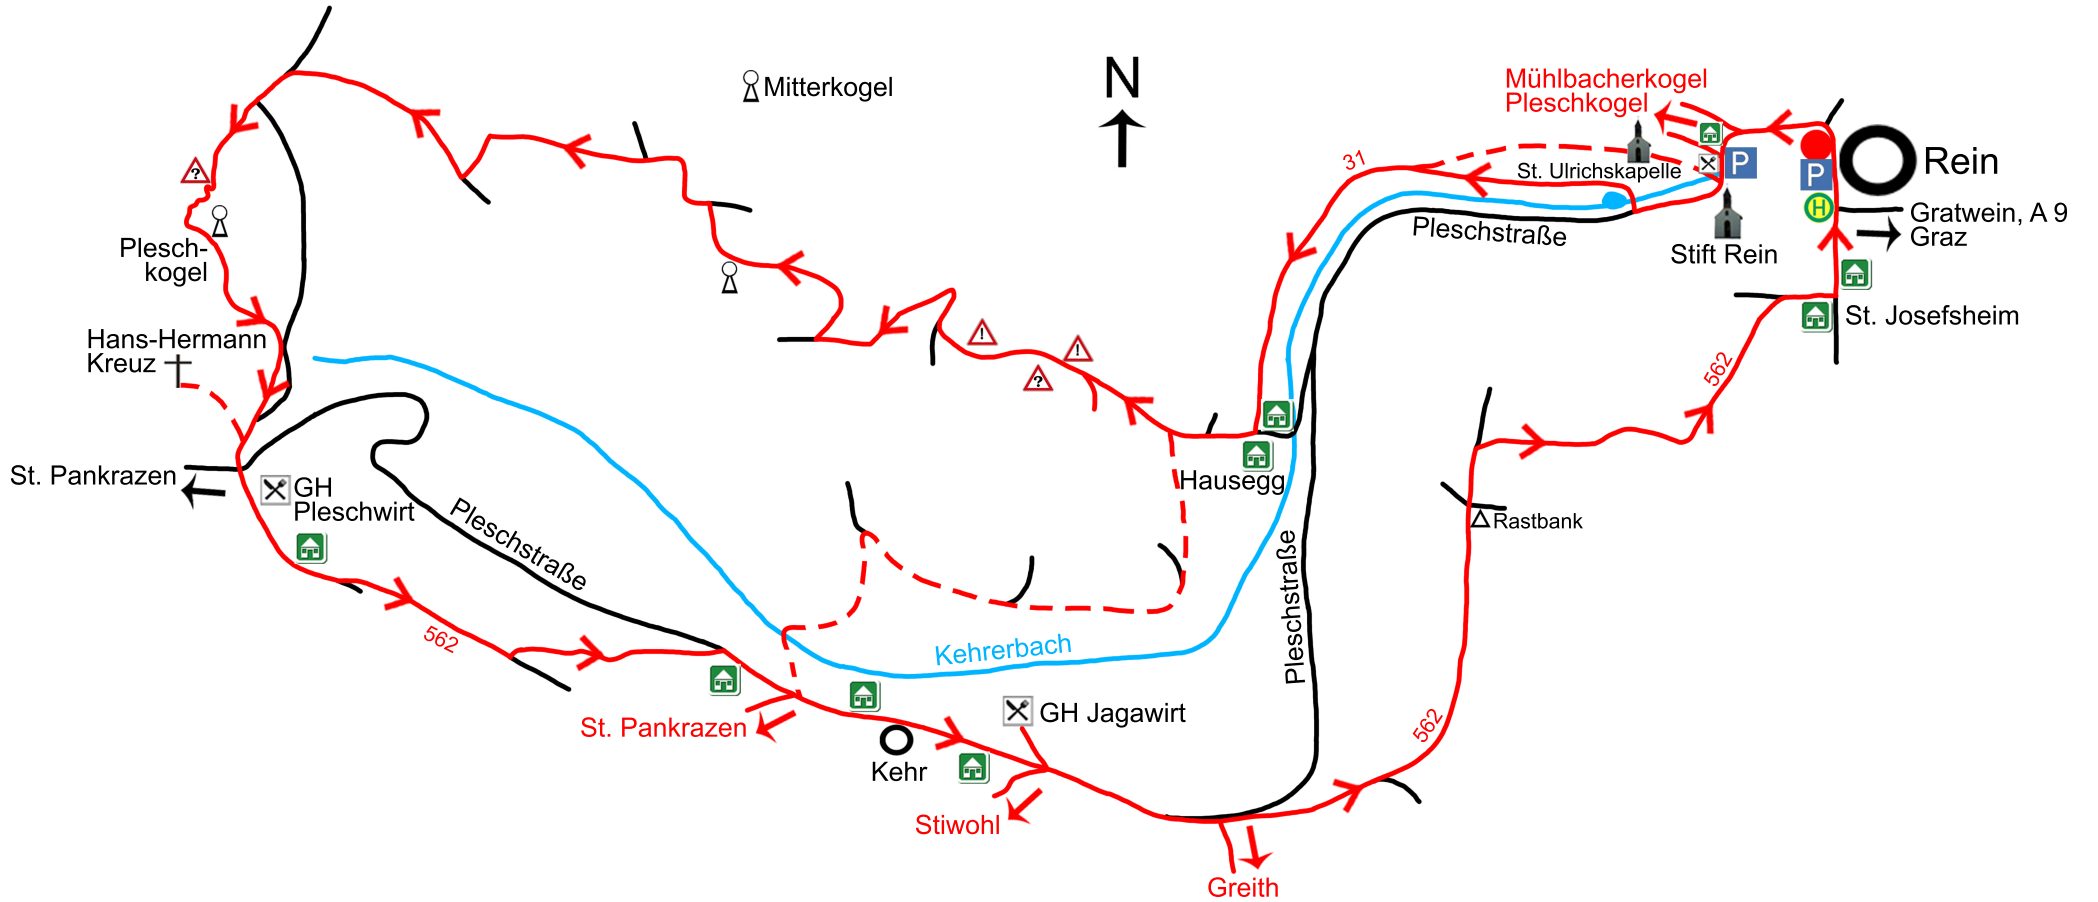 N
Mitterkogel
Mühlbacherkogel
Pleschkogel
31
St. Ulrichskapelle
P
P
H
Rein
Gratwein, A 9
Graz
Stift Rein
Pleschstraße
St. Josefsheim
562
?
Plesch-
kogel
!
!
?
Hans-Hermann
Kreuz
St. Pankrazen
GH
Pleschwirt
Hausegg
Rastbank
Pleschstraße
Pleschstraße
562
Kehrerbach
St. Pankrazen
GH Jagawirt
562
Kehr
Stiwohl
Greith